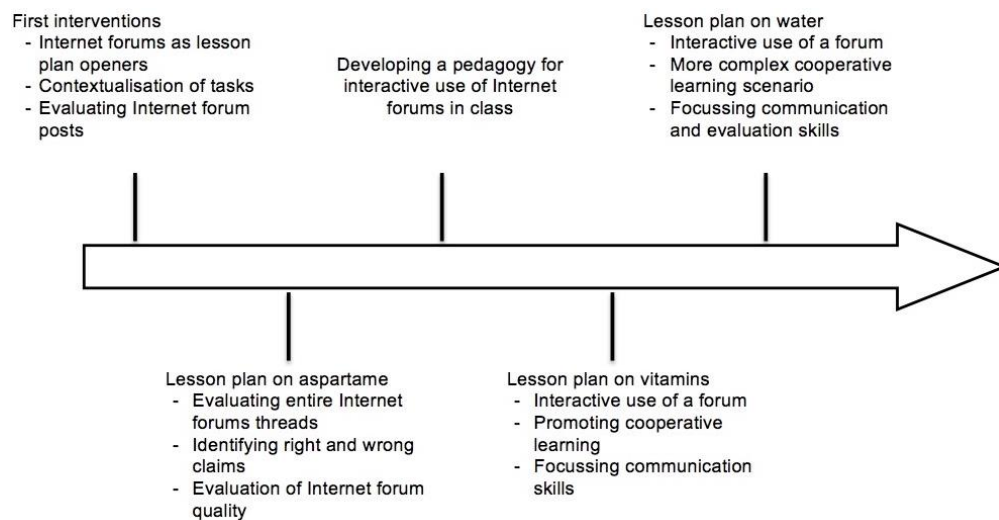 First interventions
- Internet forums as lesson
plan openers
- Contextualisation of tasks
- Evaluating Internet forum
posts
Developing a pedagogy for
interactive use of Internet
forums in class
Lesson plan on water
- Interactive use of a forum
- More complex cooperative
learning scenario
- Focussing communication
and evaluation skills
Lesson plan on aspartame
- Evaluating entire Internet
forums threads
- Identifying right and wrong
claims
- Evaluation of Internet forum
quality
Lesson plan on vitamins
- Interactive use of a forum
- Promoting cooperative
learning
- Focussing communication
skills